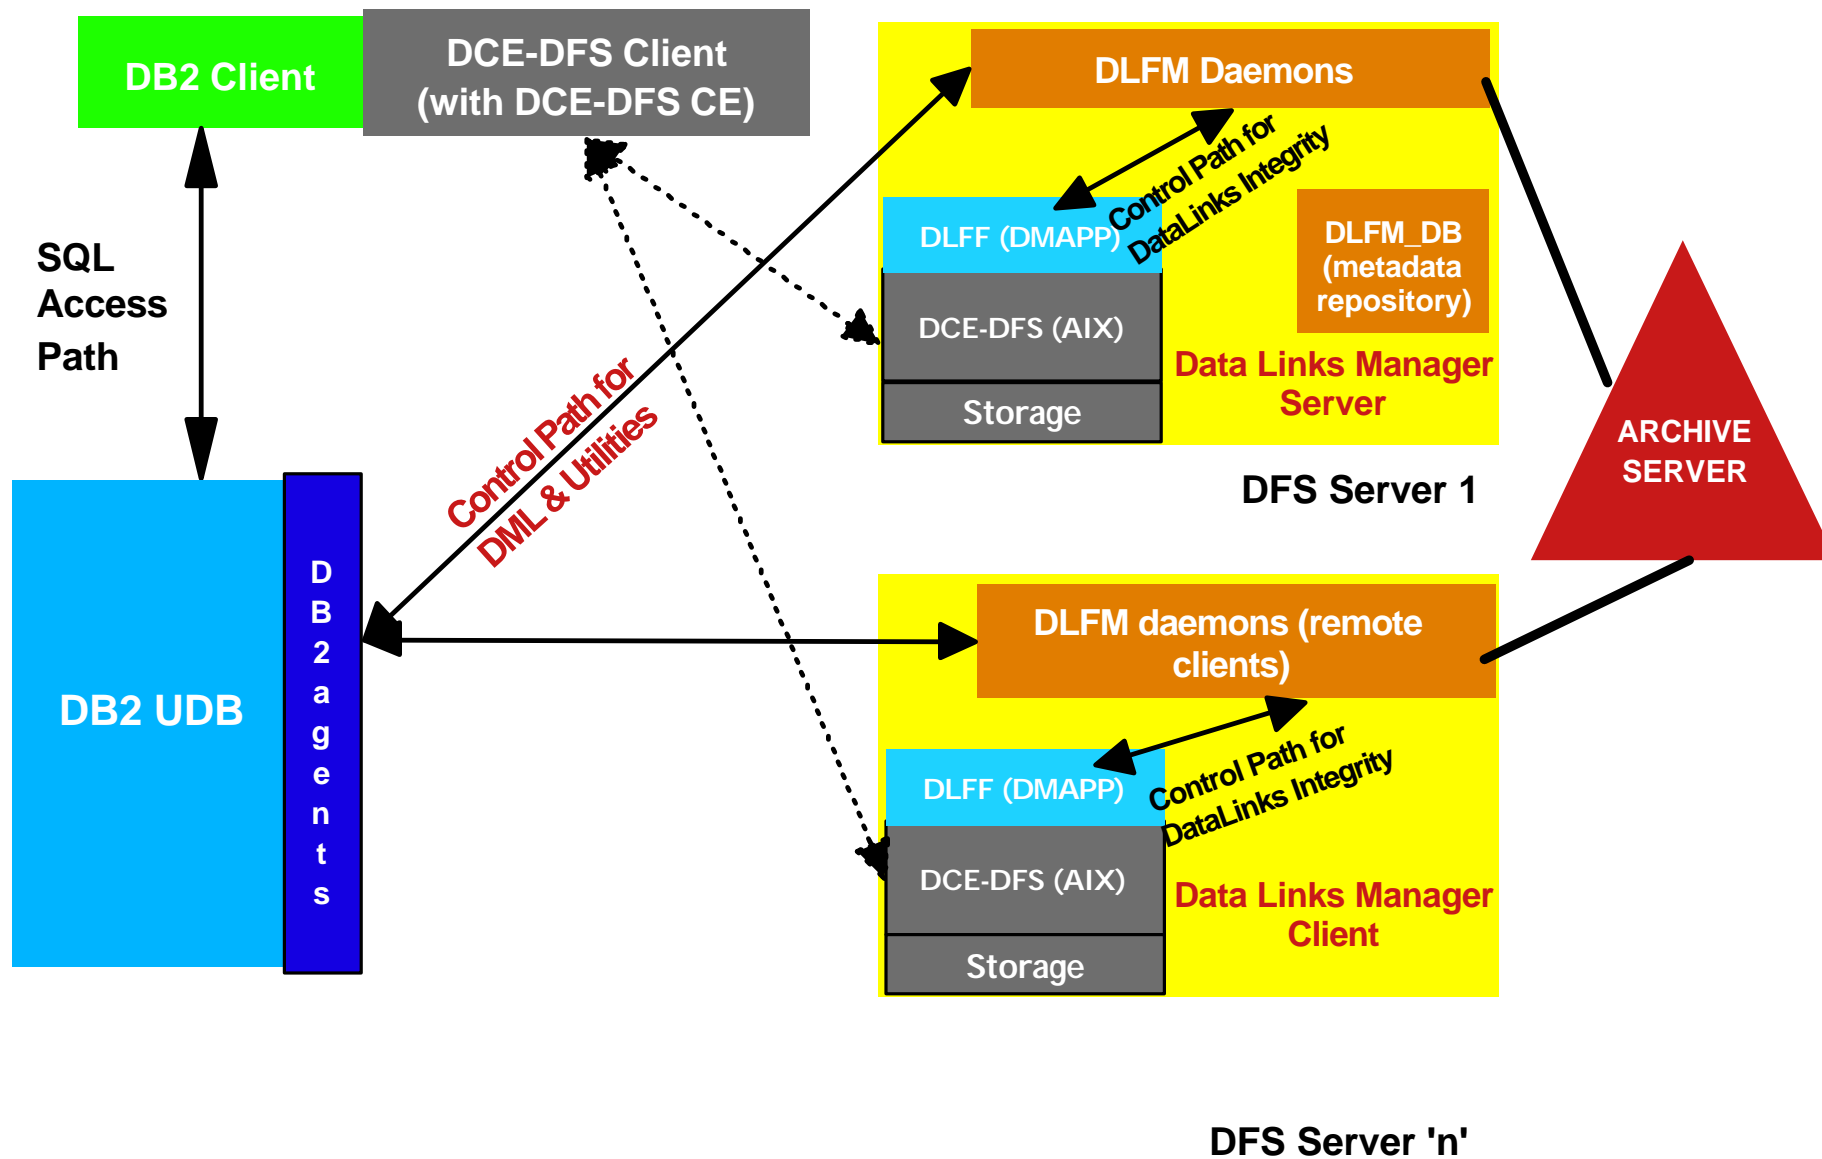 DB2 Client
DCE-DFS Client
(with DCE-DFS CE)
SQL
Access
Path
DB2 UDB
D
B
2
a
g
e
n
t
s
Control Path for
DML & Utilities
DLFM Daemons
Control Path for
DataLinks Integrity
DLFF (DMAPP)
DCE-DFS (AIX)
Storage
DLFM_DB
(metadata
repository)
Data Links Manager
Server
DFS Server 1
ARCHIVE
SERVER
DLFM daemons (remote
clients)
Control Path for
DataLinks Integrity
DLFF (DMAPP)
DCE-DFS (AIX)
Storage
Data Links Manager
Client
DFS Server 'n'